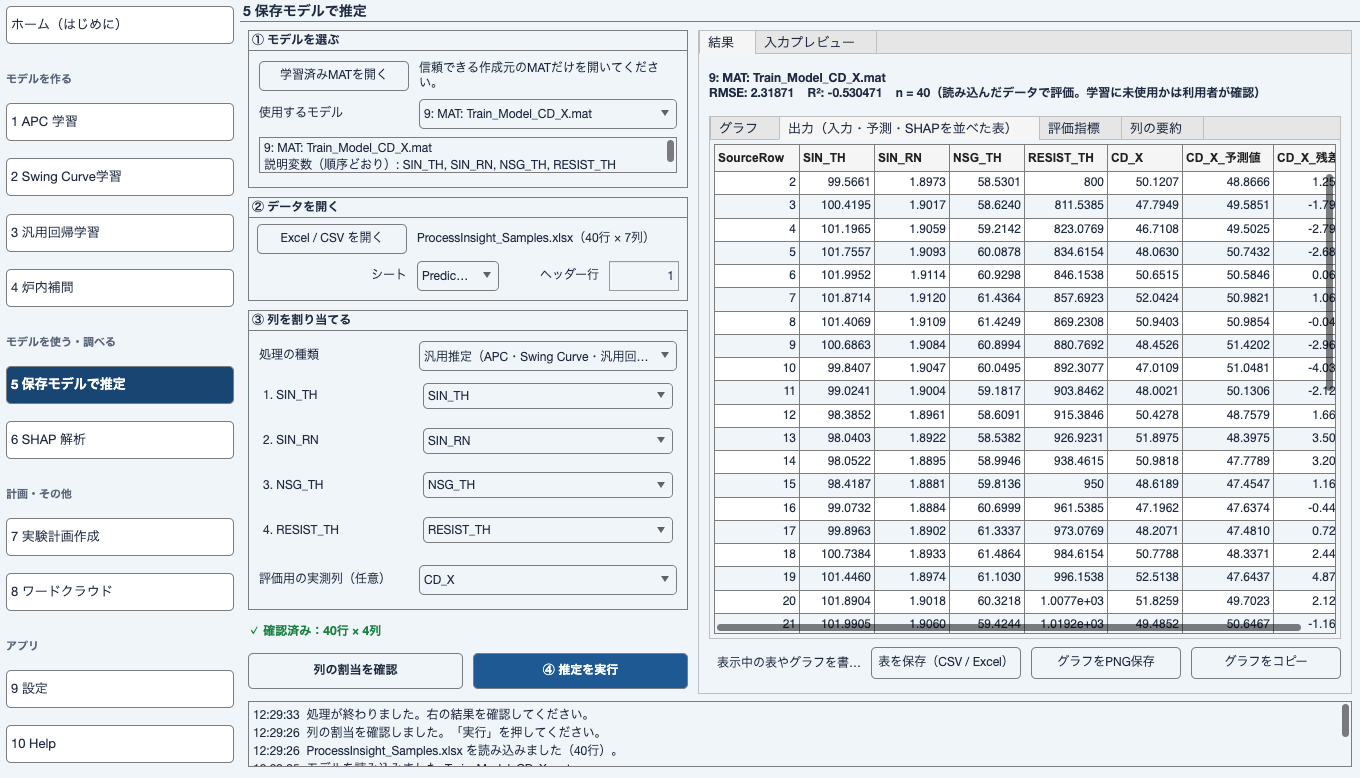 ホーム（はじめに）
モデルを作る
1 APC 学習
2 Swing Curve学習
3 汎用回帰学習
4 炉内補間
モデルを使う・調べる
5 保存モデルで推定
6 SHAP 解析
計画・その他
7 実験計画作成
8 ワードクラウド
アプリ
9 設定
10 Help
5 保存モデルで推定
① モデルを選ぶ
学習済みMATを開く
信頼できる作成元のMATだけを開いてくださ
い。
使用するモデル
9: MAT: Train_Model_CD_X.mat
9: MAT: Train_Model_CD_X.mat
説明変数（順序どおり）: SIN_TH, SIN_RN, NSG_TH, RESIST_TH
② データを開く
Excel / CSV を開く
ProcessInsight_Samples.xlsx（40行 × 7列）
シート
Predic...
ヘッダー行
1
③ 列を割り当てる
処理の種類
汎用推定（APC・Swing Curve・汎用回...
1. SIN_TH
SIN_TH
2. SIN_RN
SIN_RN
3. NSG_TH
NSG_TH
4. RESIST_TH
RESIST_TH
評価用の実測列（任意）
CD_X
✓ 確認済み：40行 × 4列
列の割当を確認
④ 推定を実行
結果
入力プレビュー
9: MAT: Train_Model_CD_X.mat
RMSE: 2.31871 R²: -0.530471 n = 40（読み込んだデータで評価。学習に未使用かは利用者が確認）
グラフ
出力（入力・予測・SHAPを並べた表）
評価指標
列の要約
SourceRow SIN_TH SIN_RN NSG_TH RESIST_TH CD_X CD_X_予測値 CD_X_残差
2 99.5661 1.8973 58.5301 800 50.1207 48.8666 1.25
3 100.4195 1.9017 58.6240 811.5385 47.7949 49.5851 -1.79
4 101.1965 1.9059 59.2142 823.0769 46.7108 49.5025 -2.79
5 101.7557 1.9093 60.0878 834.6154 48.0630 50.7432 -2.68
6 101.9952 1.9114 60.9298 846.1538 50.6515 50.5846 0.06
7 101.8714 1.9120 61.4364 857.6923 52.0424 50.9821 1.06
8 101.4069 1.9109 61.4249 869.2308 50.9403 50.9854 -0.04
9 100.6863 1.9084 60.8994 880.7692 48.4526 51.4202 -2.96
10 99.8407 1.9047 60.0495 892.3077 47.0109 51.0481 -4.03
11 99.0241 1.9004 59.1817 903.8462 48.0021 50.1306 -2.12
12 98.3852 1.8961 58.6091 915.3846 50.4278 48.7579 1.66
13 98.0403 1.8922 58.5382 926.9231 51.8975 48.3975 3.50
14 98.0522 1.8895 58.9946 938.4615 50.9818 47.7789 3.20
15 98.4187 1.8881 59.8136 950 48.6189 47.4547 1.16
16 99.0732 1.8884 60.6999 961.5385 47.1962 47.6374 -0.44
17 99.8963 1.8902 61.3337 973.0769 48.2071 47.4810 0.72
18 100.7384 1.8933 61.4864 984.6154 50.7788 48.3371 2.44
19 101.4460 1.8974 61.1030 996.1538 52.5138 47.6437 4.87
20 101.8904 1.9018 60.3218 1.0077e+03 51.8259 49.7023 2.12
21 101.9905 1.9060 59.4244 1.0192e+03 49.4852 50.6467 -1.16
表示中の表やグラフを書...
表を保存（CSV / Excel）
グラフをPNG保存
グラフをコピー
12:29:33 処理が終わりました。右の結果を確認してください。
12:29:26 列の割当を確認しました。「実行」を押してください。
12:29:26 ProcessInsight_Samples.xlsx を読み込みました（40行）。